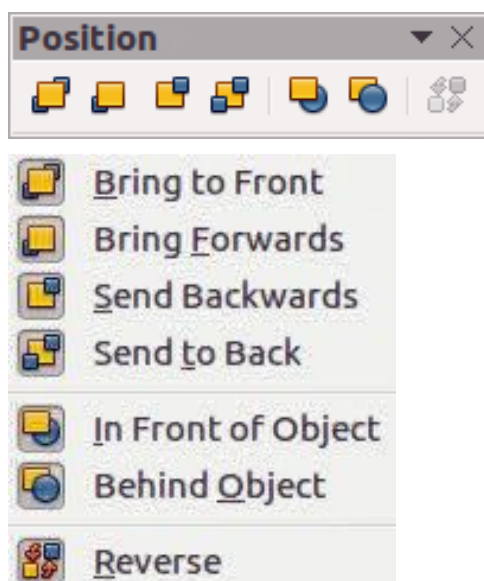 Position
Bring to Front
Bring Forwards
Send Backwards
Send to Back
In Front of Object
Behind Object
Reverse